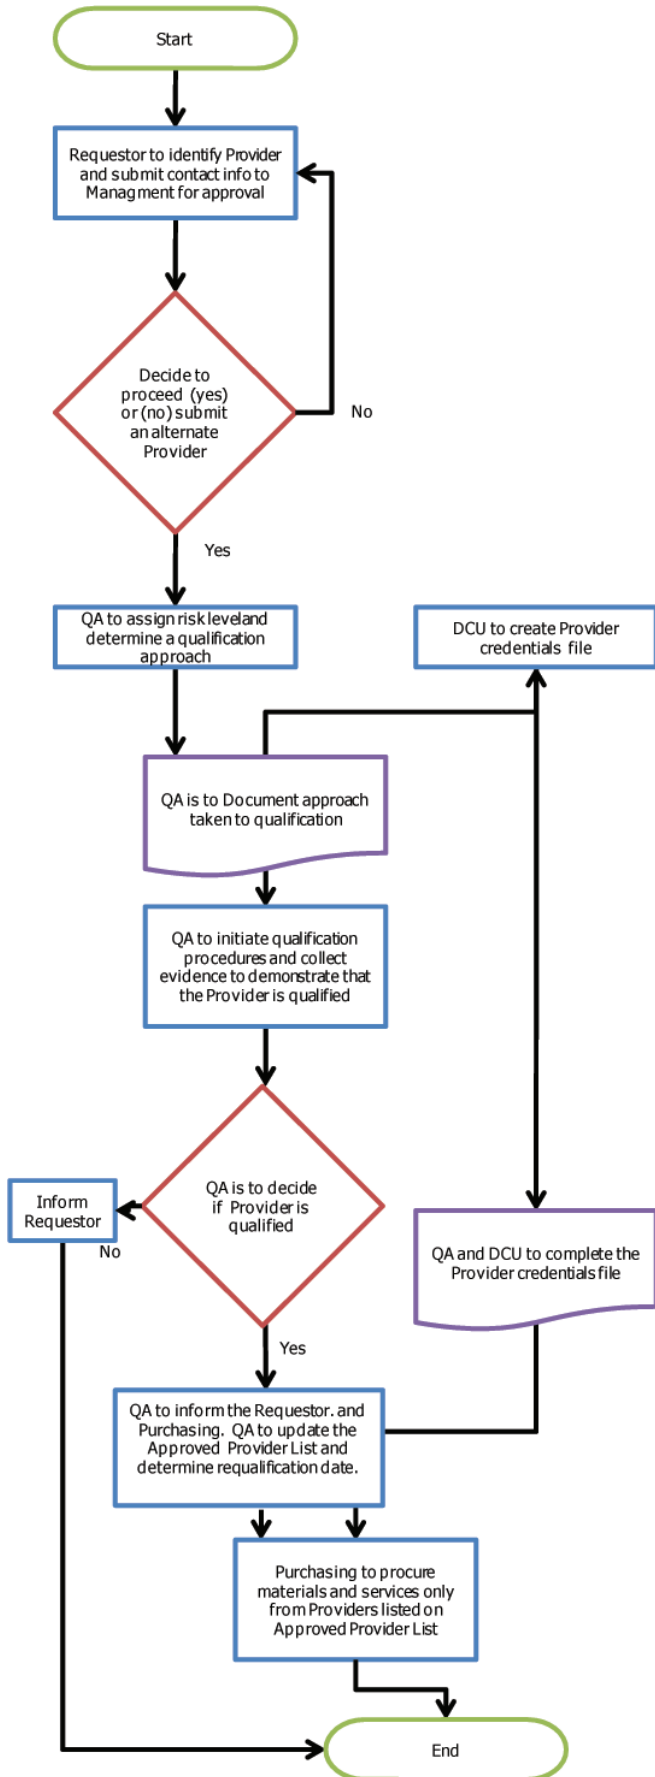 Start
Requestor to identify Provider
and submit contact info to
Managment for approval
Decide to
proceed (yes)
or (no) submit
an alternate
Provider
No
Yes
QA to assign risk leveland
determine a qualification
approach
DCU to create Provider
credentials file
QA is to Document approach
taken to qualification
QA to initiate qualification
procedures and collect
evidence to demonstrate that
the Provider is qualified
QA is to decide
if Provider is
qualified
Inform
Requestor
No
QA and DCU to complete the
Provider credentials file
Yes
QA to inform the Requestor. and
Purchasing. QA to update the
Approved Provider List and
determine requalification date.
Purchasing to procure
materials and services only
from Providers listed on
Approved Provider List
End